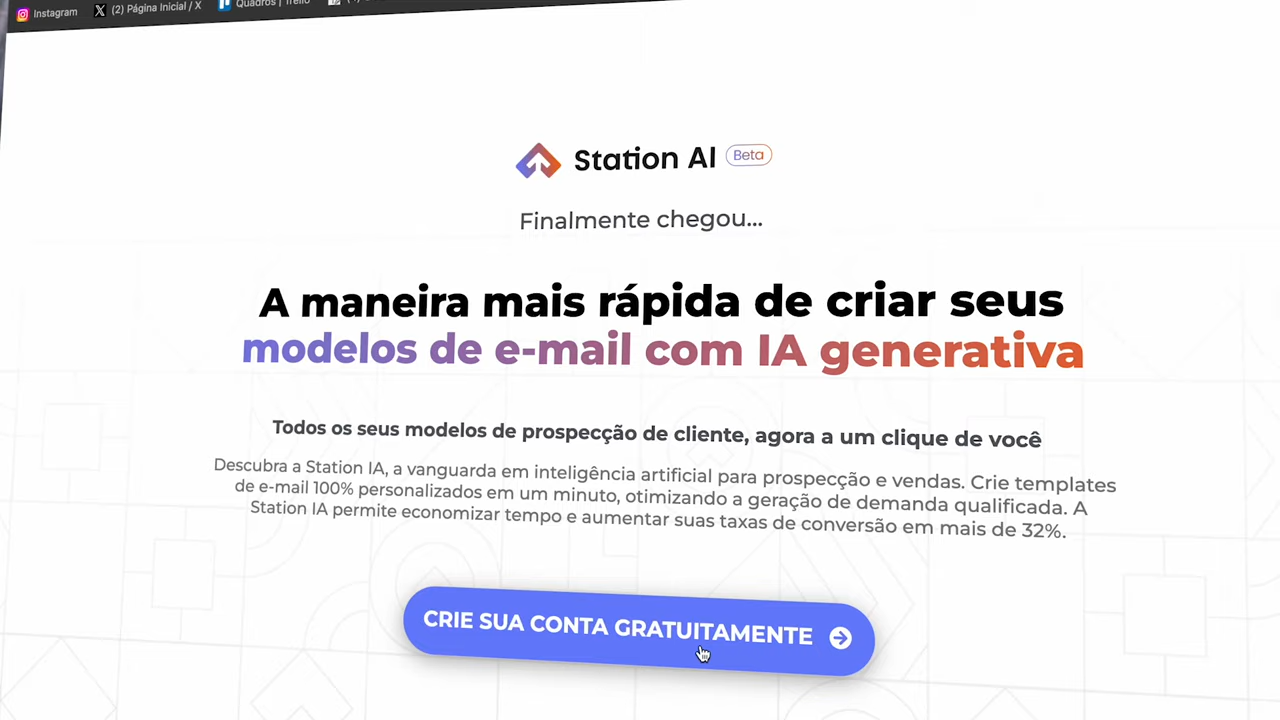 Instagram
(2) Página Inicial / X
Quadros | Trello
Station AI Beta
Finalmente chegou...
A maneira mais rápida de criar seus
modelos de e-mail com IA generativa
Todos os seus modelos de prospecção de cliente, agora a um clique de você
Descubra a Station IA, a vanguarda em inteligência artificial para prospecção e vendas. Crie templates
de e-mail 100% personalizados em um minuto, otimizando a geração de demanda qualificada. A
Station IA permite economizar tempo e aumentar suas taxas de conversão em mais de 32%.
CRIE SUA CONTA GRATUITAMENTE